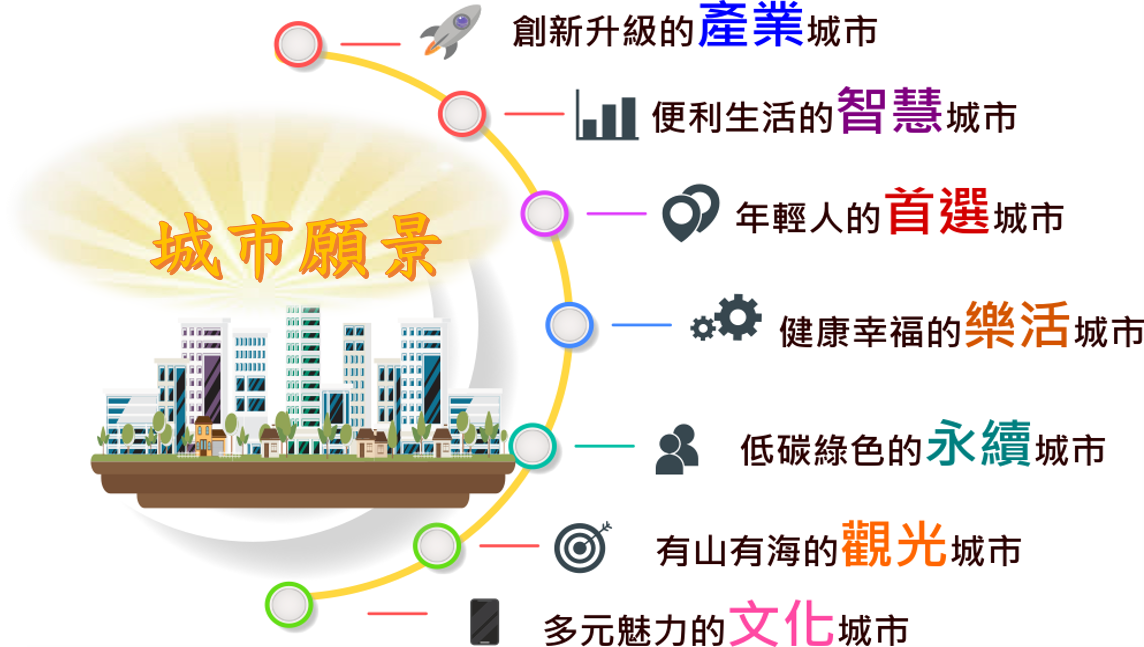 城市願景
創新升級的產業城市
便利生活的智慧城市
年輕人的首選城市
健康幸福的樂活城市
低碳綠色的永續城市
有山有海的觀光城市
多元魅力的文化城市